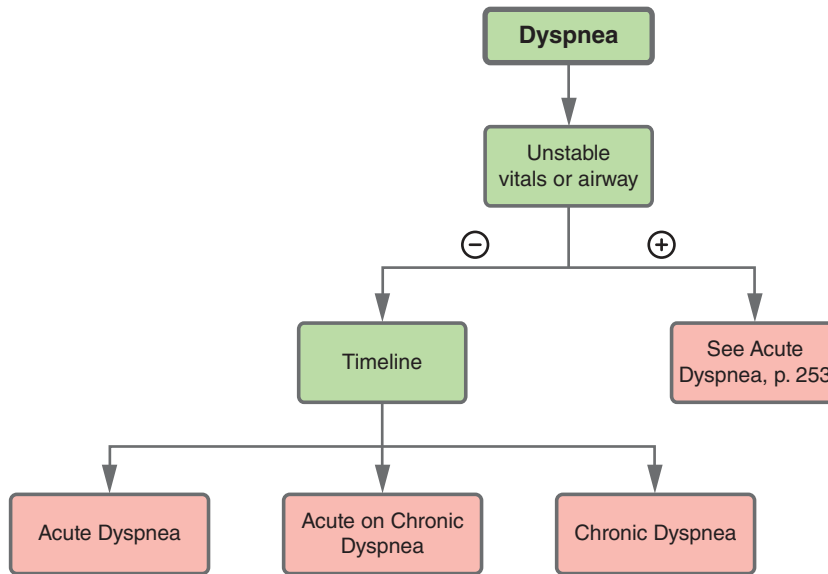 Dyspnea
Unstable
vitals or airway
− +
Timeline
See Acute
Dyspnea, p. 253
Acute Dyspnea
Acute on Chronic
Dyspnea
Chronic Dyspnea